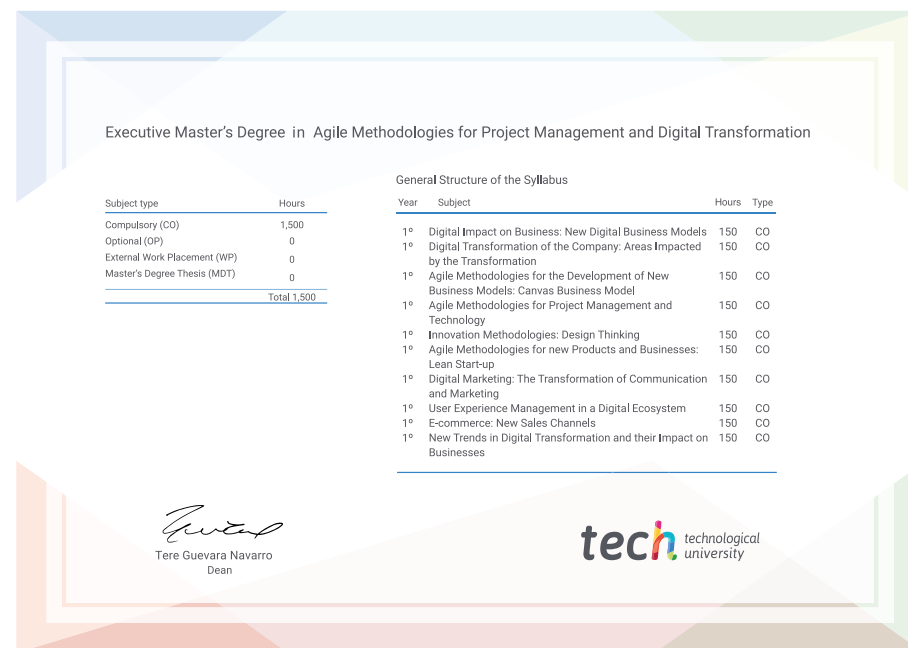 Executive Master's Degree in Agile Methodologies for Project Management and Digital Transformation
Subject type Hours
Compulsory (CO) 1,500
Optional (OP) 0
External Work Placement (WP) 0
Master's Degree Thesis (MDT) 0
Total 1,500
General Structure of the Syllabus
Year Subject Hours Type
1º Digital Impact on Business: New Digital Business Models 150 CO
1º Digital Transformation of the Company: Areas Impacted 150 CO
by the Transformation
1º Agile Methodologies for the Development of New 150 CO
Business Models: Canvas Business Model
1º Agile Methodologies for Project Management and 150 CO
Technology
1º Innovation Methodologies: Design Thinking 150 CO
1º Agile Methodologies for new Products and Businesses: 150 CO
Lean Start-up
1º Digital Marketing: The Transformation of Communication 150 CO
and Marketing
1º User Experience Management in a Digital Ecosystem 150 CO
1º E-commerce: New Sales Channels 150 CO
1º New Trends in Digital Transformation and their Impact on 150 CO
Businesses
Tere Guevara Navarro
Dean
tech technological
university